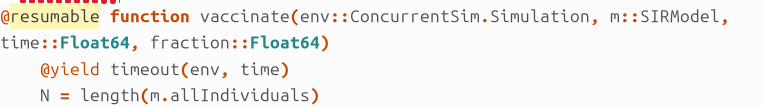 @resumable function vaccinate(env::ConcurrentSim.Simulation, m::SIRModel,
time::Float64, fraction::Float64)
    @yield timeout(env, time)
    N = length(m.allIndividuals)